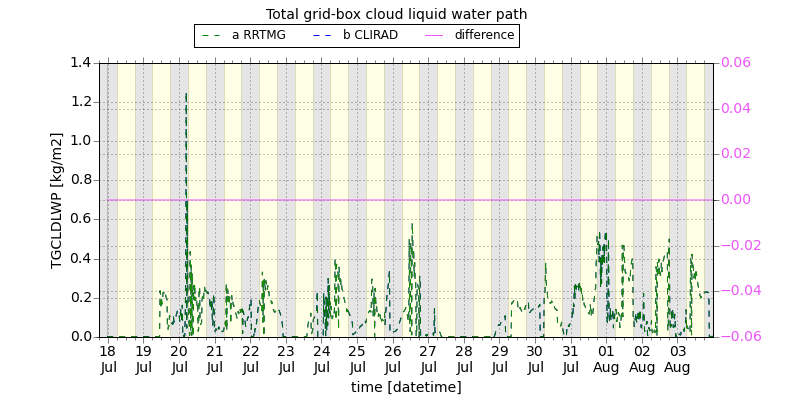 Total grid-box cloud liquid water path
a RRTMG b CLIRAD difference
1.4
1.2
1.0
0.8
0.6
0.4
0.2
0.0
TGCLDLWP [kg/m2]
0.06
0.04
0.02
0.00
−0.02
−0.04
−0.06
18 19 20 21 22 23 24 25 26 27 28 29 30 31 01 02 03
Jul Jul Jul Jul Jul Jul Jul Jul Jul Jul Jul Jul Jul Jul Aug Aug Aug
time [datetime]